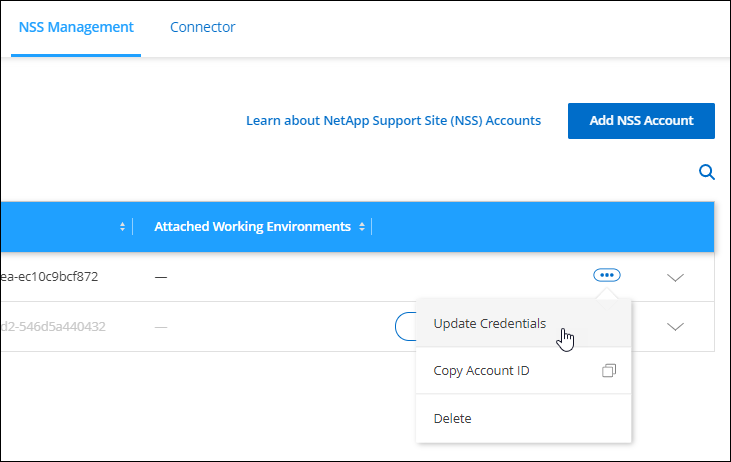 NSS Management Connector
Learn about NetApp Support Site (NSS) Accounts Add NSS Account
Attached Working Environments
ea-ec10c9bcf872 —
d2-546d5a440432 —
Update Credentials
Copy Account ID
Delete